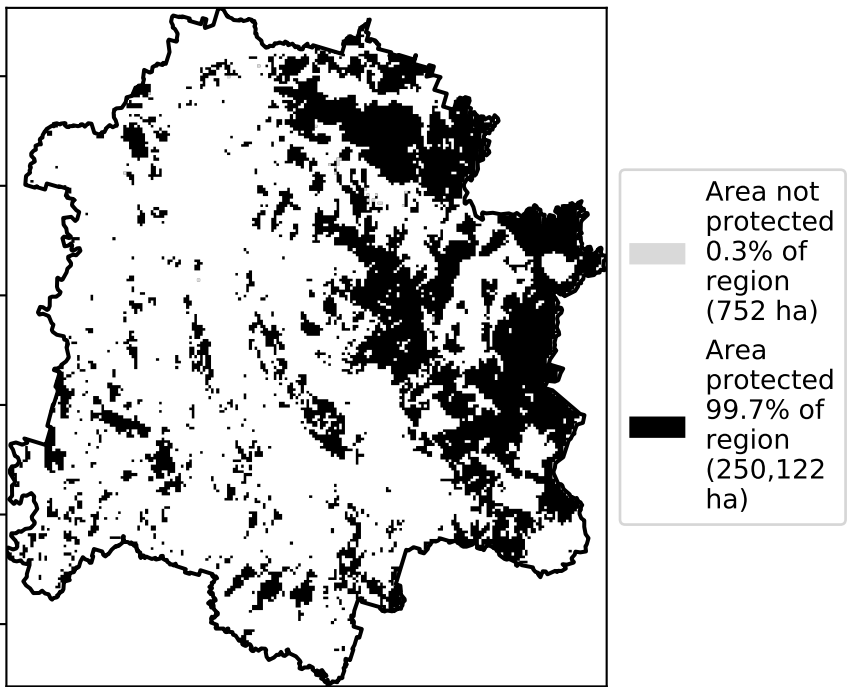 Area not
protected
0.3% of
region
(752 ha)
Area
protected
99.7% of
region
(250,122
ha)